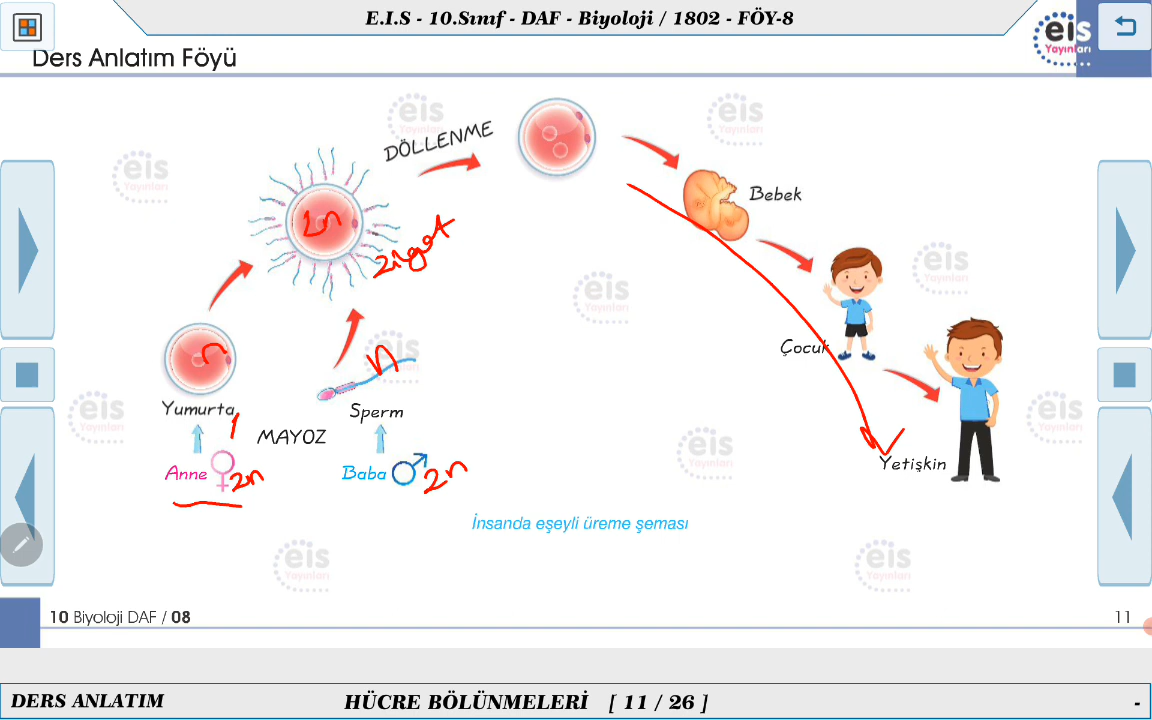 E.I.S - 10.Sınıf - DAF - Biyoloji / 1802 - FÖY-8
eis
Yayınları
Ders Anlatım Föyü
DÖLLENME
Bebek
2n
zigot
Çocuk
n
n
Yumurta
Sperm
MAYOZ
Anne
2n
Baba
2n
Yetişkin
İnsanda eşeyli üreme şeması
10 Biyoloji DAF / 08
11
DERS ANLATIM
HÜCRE BÖLÜNMELERİ [ 11 / 26 ]
-